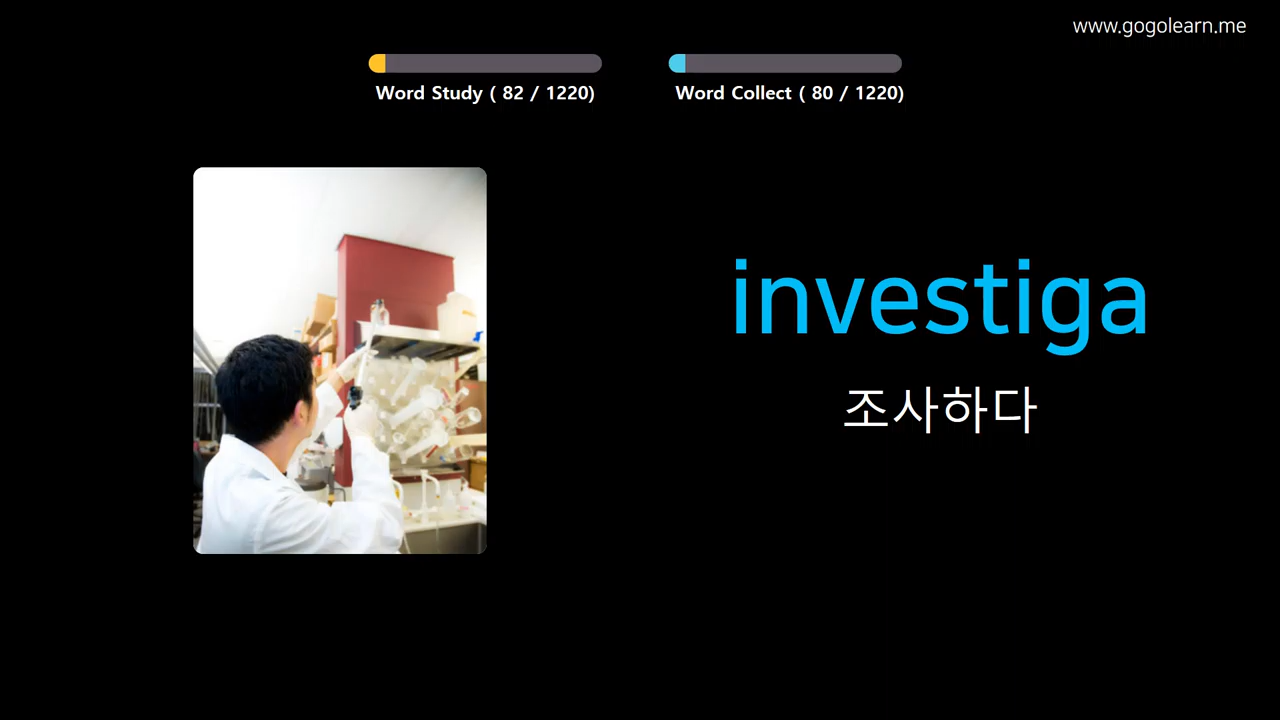 www.gogolearn.me
Word Study ( 82 / 1220)
Word Collect ( 80 / 1220)
investiga
조사하다